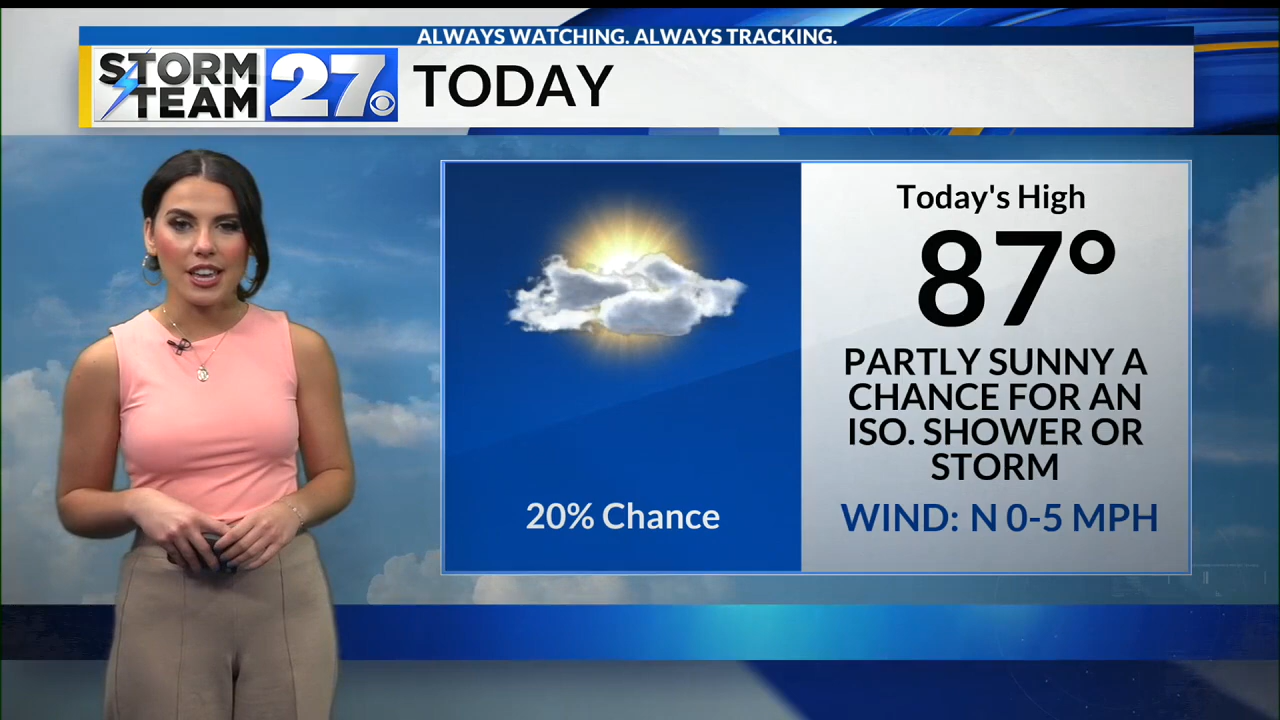 ALWAYS WATCHING. ALWAYS TRACKING.
STORM
TEAM
27
TODAY
Today's High
87°
PARTLY SUNNY A
CHANCE FOR AN
ISO. SHOWER OR
STORM
20% Chance
WIND: N 0-5 MPH